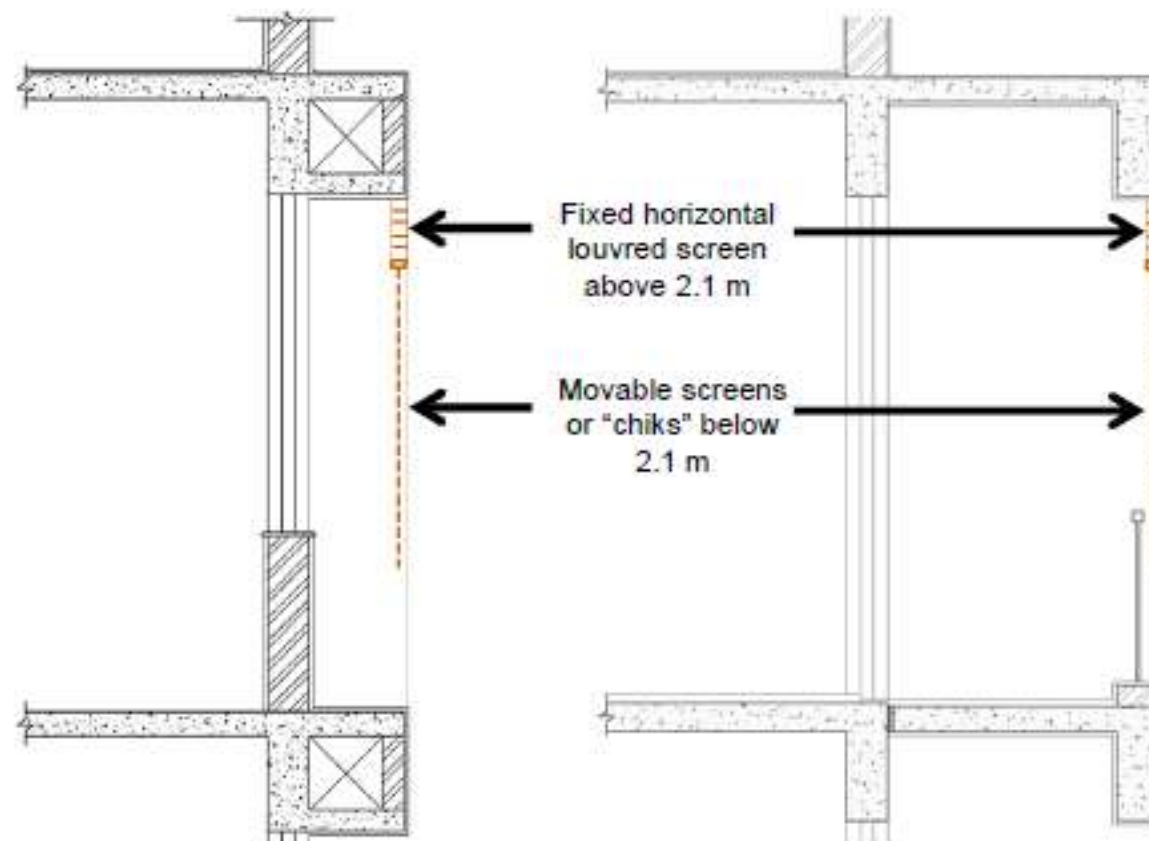 Fixed horizontal
louvred screen
above 2.1 m
Movable screens
or “chiks” below
2.1 m